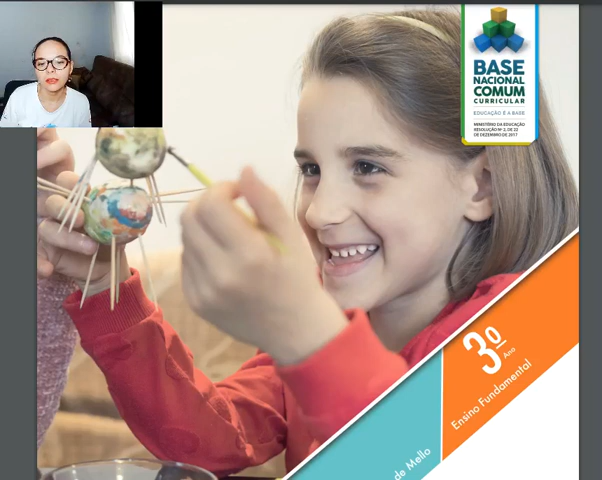 BASE
NACIONAL
COMUM
CURRICULAR
EDUCAÇÃO É A BASE
MINISTÉRIO DA EDUCAÇÃO
RESOLUÇÃO Nº 2, DE 22
DE DEZEMBRO DE 2017
3º Ano
Ensino Fundamental
de Mello